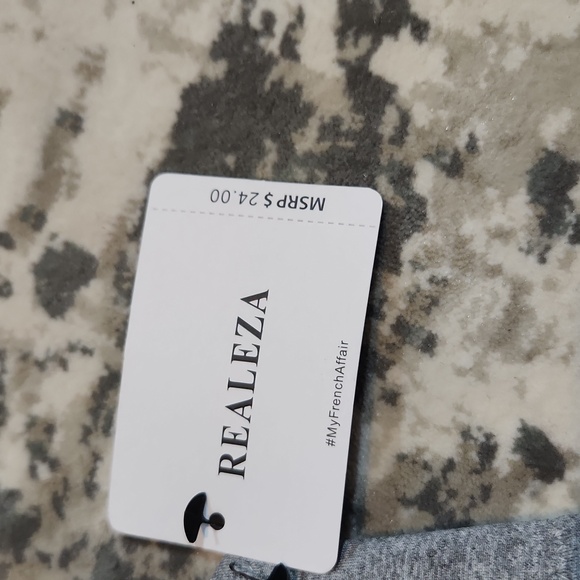 REALEZA
#MyFrenchAffair
MSRP $ 24.00